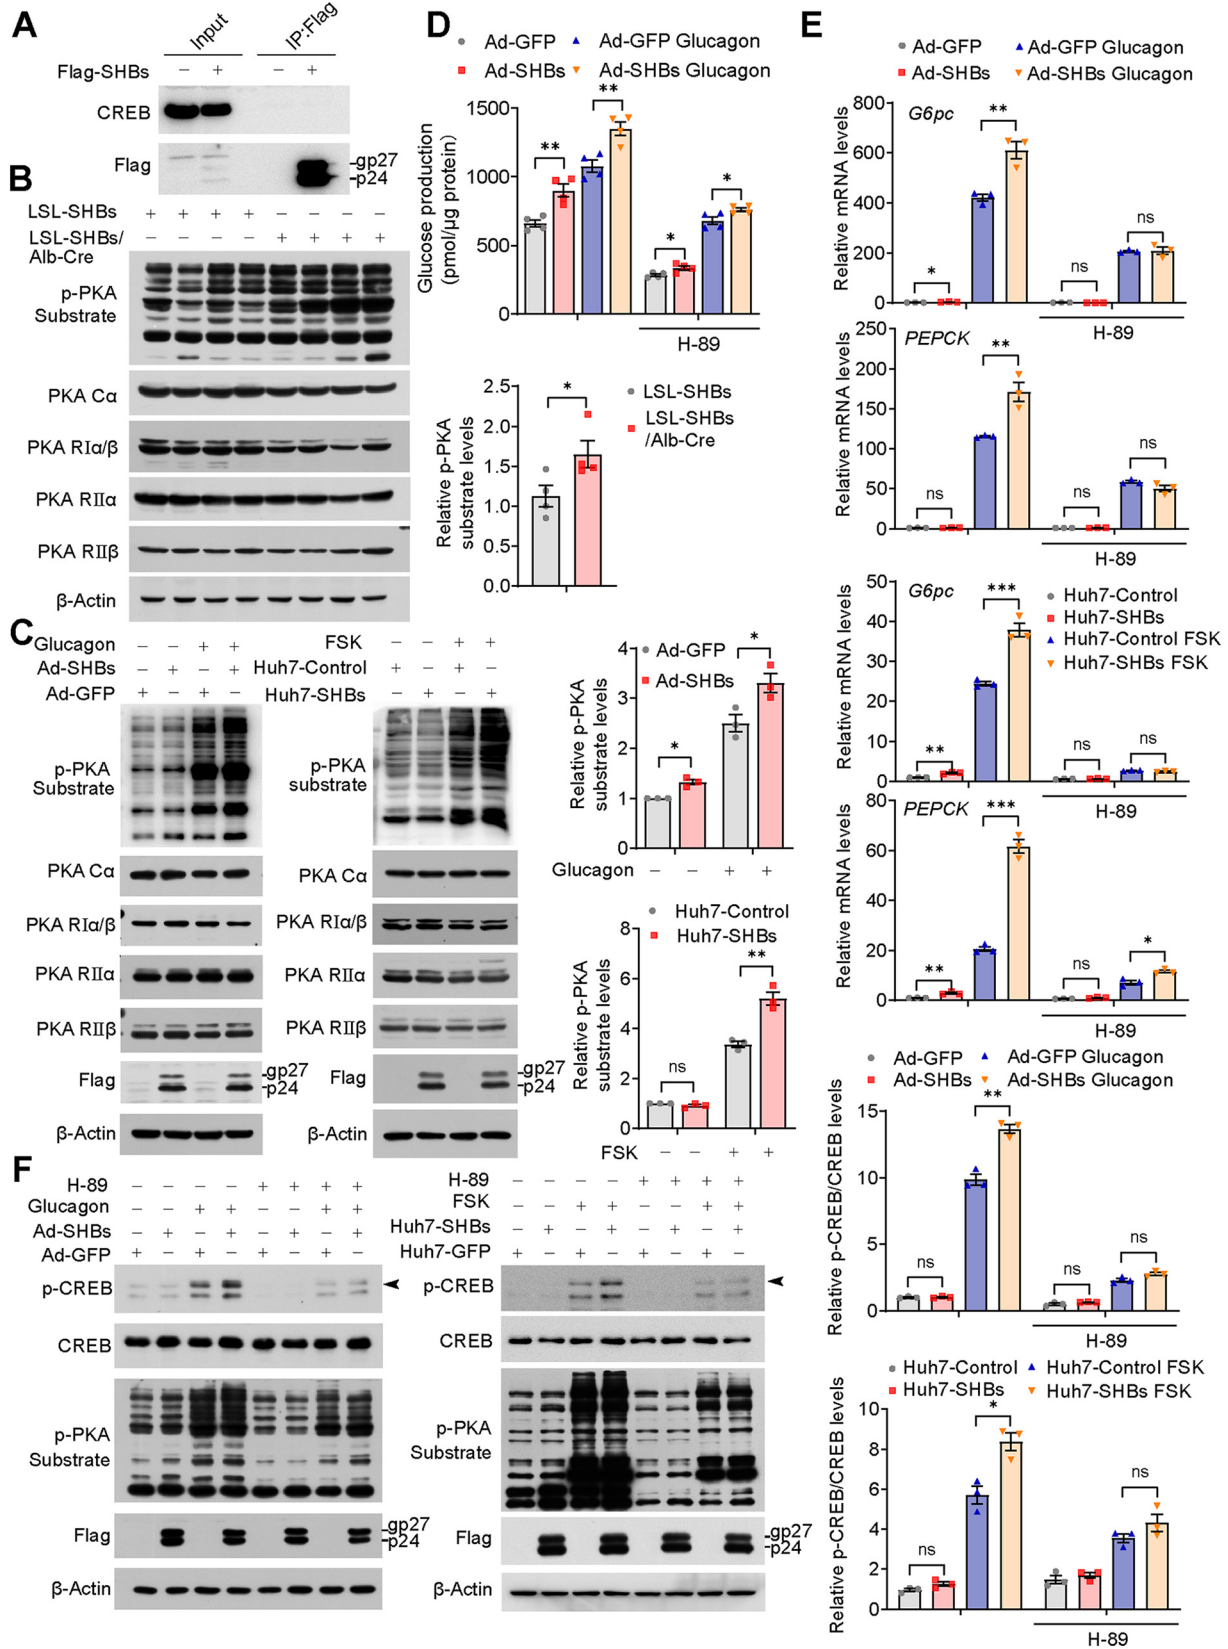 A
Input
IP:Flag
Flag-SHBs
− + − +
CREB
Flag
gp27
p24
B
LSL-SHBs + + + + − − − −
LSL-SHBs/ − − − − + + + +
Alb-Cre
p-PKA
Substrate
PKA Cα
PKA RIα/β
PKA RIIα
PKA RIIβ
β-Actin
2.5
2.0
1.5
1.0
0.5
0.0
Relative p-PKA
substrate levels
*
LSL-SHBs
LSL-SHBs
/Alb-Cre
C
Glucagon − − + +
Ad-SHBs − + − +
Ad-GFP + − + −
p-PKA
Substrate
PKA Cα
PKA RIα/β
PKA RIIα
PKA RIIβ
Flag
gp27
p24
β-Actin
FSK − − + +
Huh7-Control + − + −
Huh7-SHBs − + − +
p-PKA
substrate
PKA Cα
PKA RIα/β
PKA RIIα
PKA RIIβ
Flag
gp27
p24
β-Actin
Ad-GFP
Ad-SHBs
4
3
2
1
0
Relative p-PKA
substrate levels
*
*
Glucagon − − + +
Huh7-Control
Huh7-SHBs
8
6
4
2
0
Relative p-PKA
substrate levels
ns
**
FSK − − + +
D
Ad-GFP
Ad-GFP Glucagon
Ad-SHBs
Ad-SHBs Glucagon
1500
1000
500
0
Glucose production
(pmol/μg protein)
**
**
*
*
H-89
E
Ad-GFP
Ad-GFP Glucagon
Ad-SHBs
Ad-SHBs Glucagon
G6pc
800
600
400
200
0
Relative mRNA levels
*
**
ns
ns
H-89
PEPCK
250
200
150
100
50
0
Relative mRNA levels
ns
**
ns
ns
H-89
G6pc
50
40
30
20
10
0
Relative mRNA levels
**
***
ns
ns
H-89
Huh7-Control
Huh7-SHBs
Huh7-Control FSK
Huh7-SHBs FSK
PEPCK
80
60
40
20
0
Relative mRNA levels
**
***
ns
*
H-89
F
H-89 − − − − + + + +
Glucagon − − + + − − + +
Ad-SHBs − + − + − + − +
Ad-GFP + − + − + − + −
p-CREB
CREB
p-PKA
Substrate
Flag
gp27
p24
β-Actin
H-89 − − − − + + + +
FSK − − + + − − + +
Huh7-SHBs − + − + − + − +
Huh7-GFP + − + − + − + −
p-CREB
CREB
p-PKA
Substrate
Flag
gp27
p24
β-Actin
Ad-GFP
Ad-GFP Glucagon
Ad-SHBs
Ad-SHBs Glucagon
15
10
5
0
Relative p-CREB/CREB levels
ns
**
ns
ns
H-89
Huh7-Control
Huh7-Control FSK
Huh7-SHBs
Huh7-SHBs FSK
10
8
6
4
2
0
Relative p-CREB/CREB levels
ns
*
ns
H-89